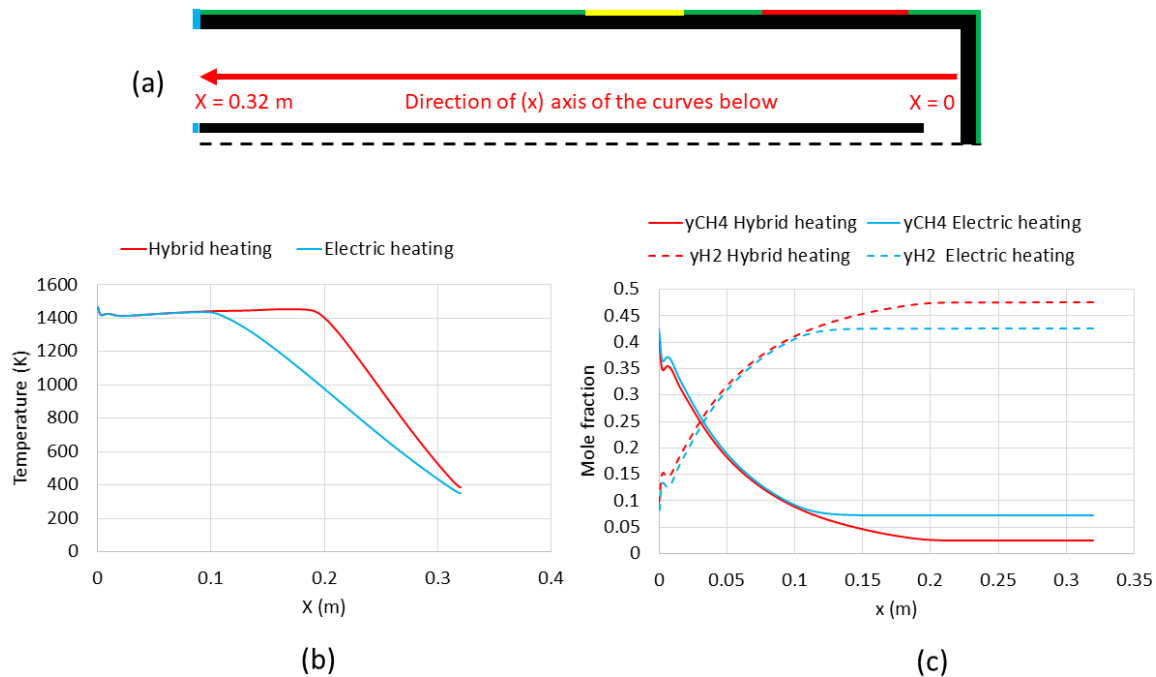 (a)
X = 0.32 m Direction of (x) axis of the curves below X = 0
Hybrid heating Electric heating
1600
1400
1200
1000
800
600
400
200
0
Temperature (K)
0 0.1 0.2 0.3 0.4
X (m)
(b)
yCH4 Hybrid heating yCH4 Electric heating
yH2 Hybrid heating yH2 Electric heating
0.5
0.45
0.4
0.35
0.3
0.25
0.2
0.15
0.1
0.05
0
Mole fraction
0 0.05 0.1 0.15 0.2 0.25 0.3 0.35
x (m)
(c)